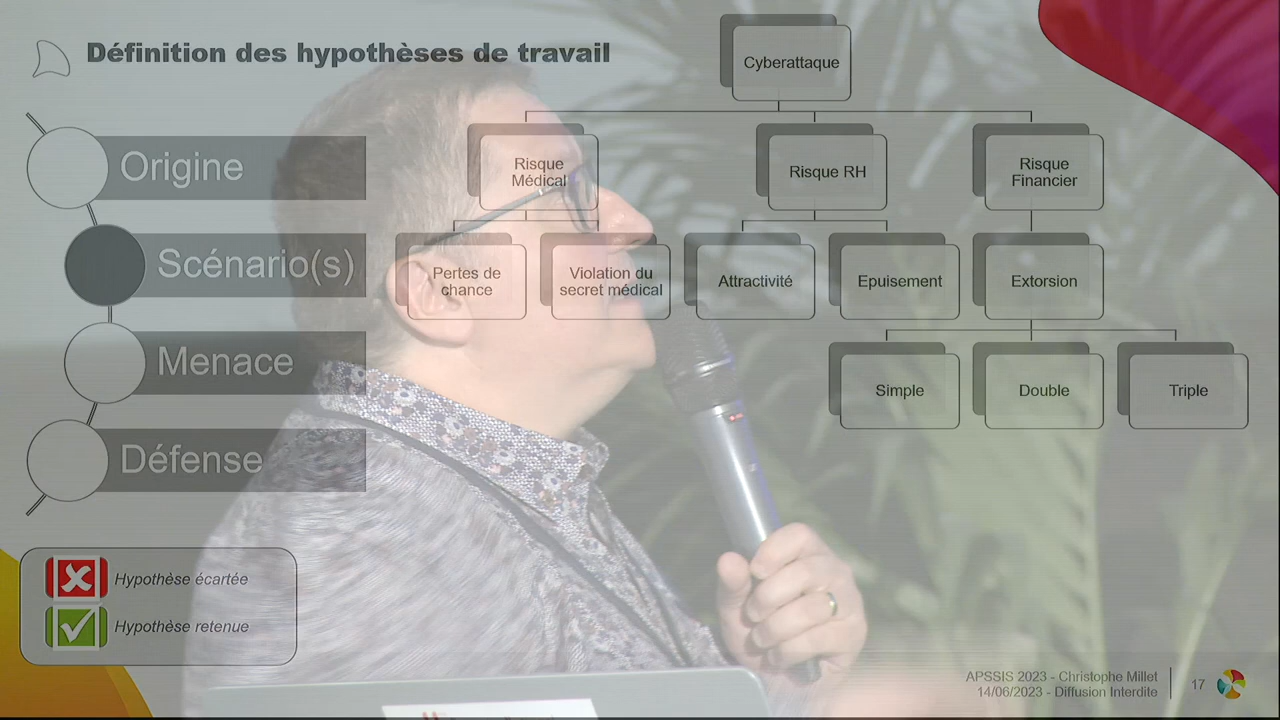 Définition des hypothèses de travail
Origine
Scénario(s)
Menace
Défense
Hypothèse écartée
Hypothèse retenue
Cyberattaque
Risque
Médical
Risque RH
Risque
Financier
Pertes de
chance
Violation du
secret médical
Attractivité
Epuisement
Extorsion
Simple
Double
Triple
APSSIS 2023 - Christophe Millet
14/06/2023 - Diffusion Interdite
17